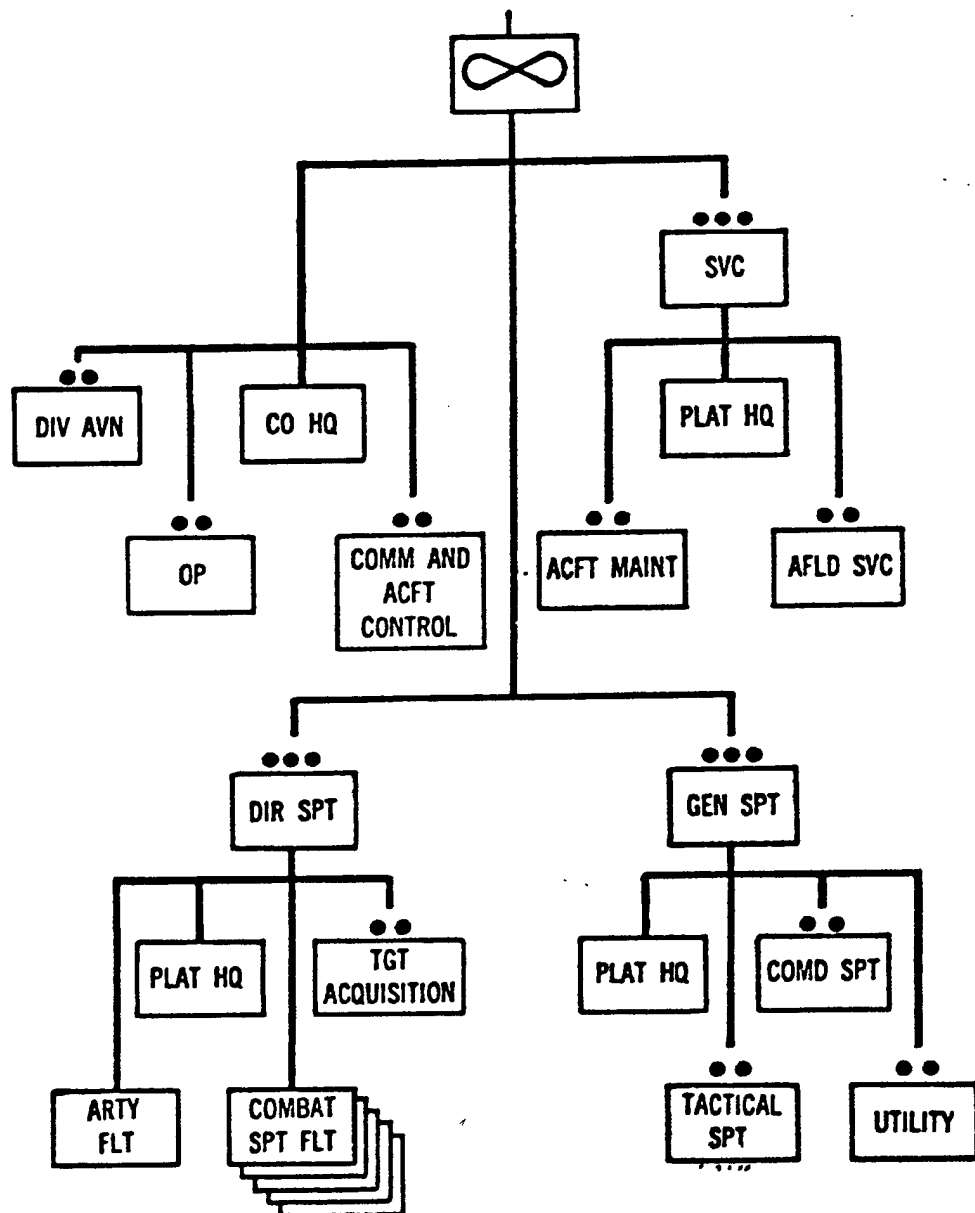 SVC
DIV AVN
CO HQ
PLAT HQ
OP
COMM AND
ACFT
CONTROL
ACFT MAINT
AFLD SVC
DIR SPT
GEN SPT
PLAT HQ
TGT
ACQUISITION
PLAT HQ
COMD SPT
ARTY
FLT
COMBAT
SPT FLT
TACTICAL
SPT
UTILITY